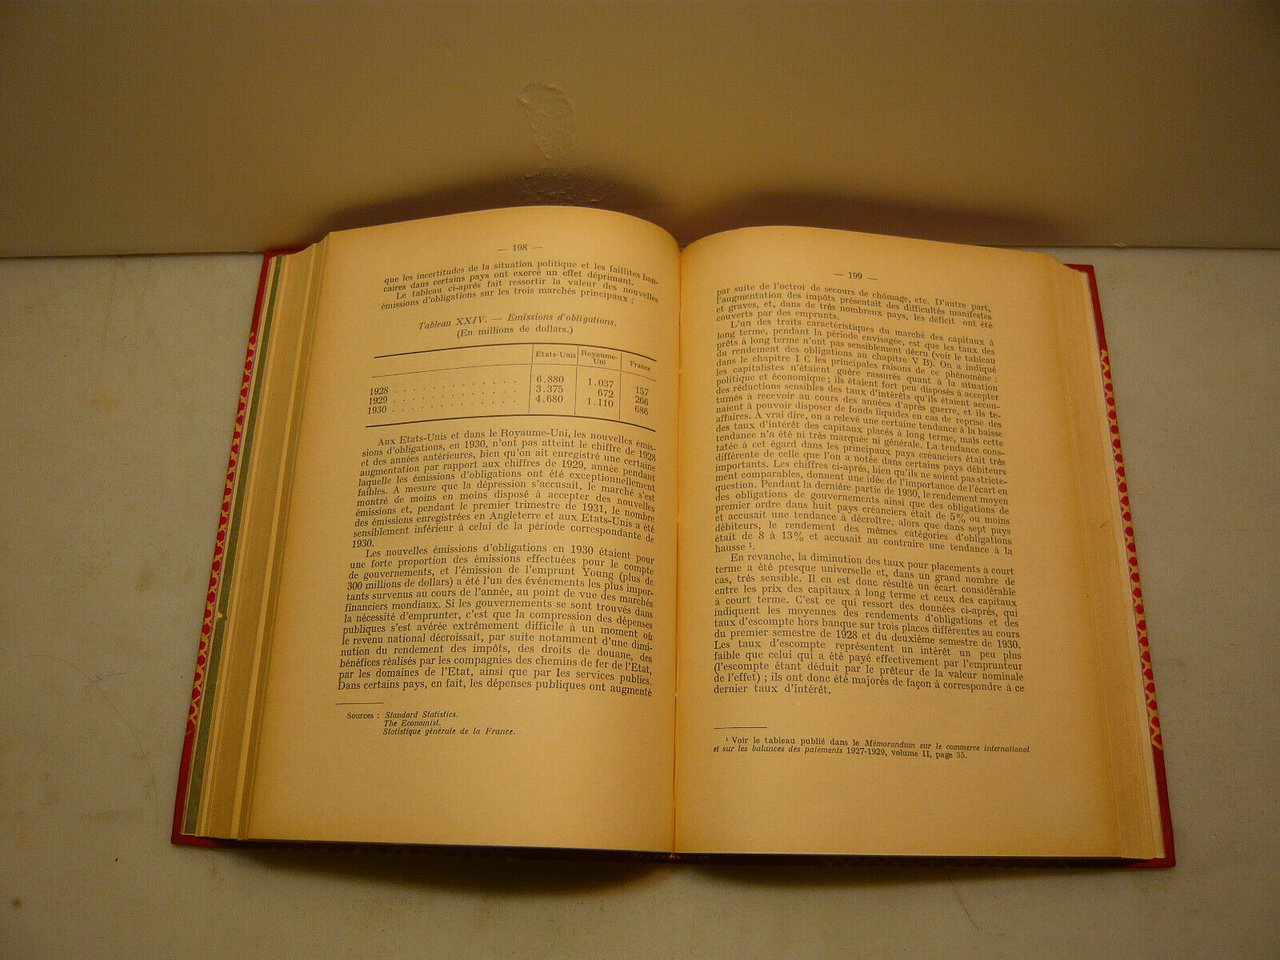 — 198 —
que les incertitudes de la situation politique et les faillites ban-
caires dans certains pays ont exercé un effet déprimant.
Le tableau ci-après fait ressortir la valeur des nouvelles
émissions d'obligations sur les trois marchés principaux :
Tableau XXIV. — Emissions d'obligations.
(En millions de dollars.)
Etats-Unis Royaume-Uni France
1928 . . . . . . . . . . . 6.880 1.037 157
1929 . . . . . . . . . . . 3.375 672 266
1930 . . . . . . . . . . . 4.680 1.110 686
Aux Etats-Unis et dans le Royaume-Uni, les nouvelles émis-
sions d'obligations, en 1930, n'ont pas atteint le chiffre de 1928
et des années antérieures, bien qu'on ait enregistré une certaine
augmentation par rapport aux chiffres de 1929, année pendant
laquelle les émissions d'obligations ont été exceptionnellement
faibles. A mesure que la dépression s'accusait, le marché s'est
montré de moins en moins disposé à accepter des nouvelles
émissions et, pendant le premier trimestre de 1931, le nombre
des émissions enregistrées en Angleterre et aux Etats-Unis a été
sensiblement inférieur à celui de la période correspondante de
1930.
Les nouvelles émissions d'obligations en 1930 étaient pour
une forte proportion des émissions effectuées pour le compte
de gouvernements, et l'émission de l'emprunt Young (plus de
300 millions de dollars) a été l'un des événements les plus impor-
tants survenus au cours de l'année, au point de vue des marchés
financiers mondiaux. Si les gouvernements se sont trouvés dans
la nécessité d'emprunter, c'est que la compression des dépenses
publiques s'est avérée extrêmement difficile à un moment où
le revenu national décroissait, par suite notamment d'une dimi-
nution du rendement des impôts, des droits de douane, des
bénéfices réalisés par les compagnies des chemins de fer de l'Etat,
par les domaines de l'Etat, ainsi que par les services publics.
Dans certains pays, en fait, les dépenses publiques ont augmenté
Sources : Standard Statistics.
The Economist.
Statistique générale de la France.
— 199 —
par suite de l'octroi de secours de chômage, etc. D'autre part,
l'augmentation des impôts présentait des difficultés manifestes
et graves, et, dans de très nombreux pays, les déficit ont été
couverts par des emprunts.
L'un des traits caractéristiques du marché des capitaux à
long terme, pendant la période envisagée, est que les taux des
prêts à long terme n'ont pas sensiblement décru (voir le tableau
du rendement des obligations au chapitre V B). On a indiqué
dans le chapitre I C les principales raisons de ce phénomène :
les capitalistes n'étaient guère rassurés quant à la situation
politique et économique ; ils étaient fort peu disposés à accepter
des réductions sensibles des taux d'intérêts qu'ils étaient accou-
tumés à recevoir au cours des années d'après guerre, et ils te-
naient à pouvoir disposer de fonds liquides en cas de reprise des
affaires. A vrai dire, on a relevé une certaine tendance à la baisse
des taux d'intérêt des capitaux placés à long terme, mais cette
tendance n'a été ni très marquée ni générale. La tendance cons-
tatée à cet égard dans les principaux pays créanciers était très
différente de celle que l'on a notée dans certains pays débiteurs
importants. Les chiffres ci-après, bien qu'ils ne soient pas stricte-
ment comparables, donnent une idée de l'importance de l'écart en
question. Pendant la dernière partie de 1930, le rendement moyen
des obligations de gouvernements ainsi que des obligations de
premier ordre dans huit pays créanciers était de 5% ou moins
et accusait une tendance à décroître, alors que dans sept pays
débiteurs, le rendement des mêmes catégories d'obligations
était de 8 à 13% et accusait au contraire une tendance à la
hausse ¹.
En revanche, la diminution des taux pour placements à court
terme a été presque universelle et, dans un grand nombre de
cas, très sensible. Il en est donc résulté un écart considérable
entre les prix des capitaux à long terme et ceux des capitaux
à court terme. C'est ce qui ressort des données ci-après, qui
indiquent les moyennes des rendements d'obligations et des
taux d'escompte hors banque sur trois places différentes au cours
du premier semestre de 1928 et du deuxième semestre de 1930.
Les taux d'escompte représentent un intérêt un peu plus
faible que celui qui a été payé effectivement par l'emprunteur
(l'escompte étant déduit par le prêteur de la valeur nominale
de l'effet) ; ils ont donc été majorés de façon à correspondre à ce
dernier taux d'intérêt.
¹ Voir le tableau publié dans le Mémorandum sur le commerce international
et sur les balances des paiements 1927-1929, volume II, page 35.